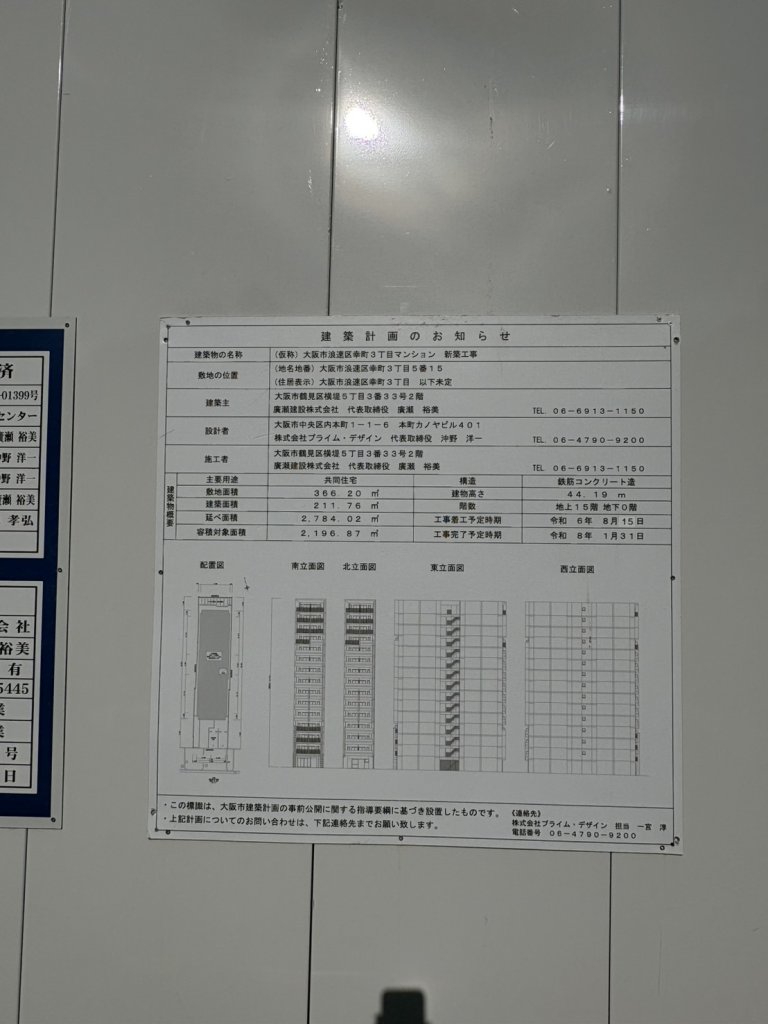 済
-01399号
センター
廣瀬 裕美
中野 洋一
中野 洋一
廣瀬 裕美
孝弘
会 社
裕美
有
5445
業
業
号
日
建築計画のお知らせ
建築物の名称 （仮称）大阪市浪速区幸町3丁目マンション 新築工事
敷地の位置 （地名地番）大阪市浪速区幸町3丁目5番15
（住居表示）大阪市浪速区幸町3丁目 以下未定
建築主 大阪市鶴見区横堤5丁目3番33号2階
廣瀬建設株式会社 代表取締役 廣瀬 裕美 TEL. 06-6913-1150
設計者 大阪市中央区内本町1-1-6 本町カノヤビル401
株式会社プライム・デザイン 代表取締役 沖野 洋一 TEL. 06-4790-9200
施工者 大阪市鶴見区横堤5丁目3番33号2階
廣瀬建設株式会社 代表取締役 廣瀬 裕美 TEL. 06-6913-1150
建築物概要
主要用途 共同住宅 構造 鉄筋コンクリート造
敷地面積 366.20 ㎡ 建物高さ 44.19 m
建築面積 211.76 ㎡ 階数 地上15階 地下0階
延べ面積 2,784.02 ㎡ 工事着工予定時期 令和 6年 8月15日
容積対象面積 2,196.87 ㎡ 工事完了予定時期 令和 8年 1月31日
配置図 南立面図 北立面図 東立面図 西立面図
・この標識は、大阪市建築計画の事前公開に関する指導要綱に基づき設置したものです。
・上記計画についてのお問い合わせは、下記連絡先までお願い致します。
《連絡先》
株式会社プライム・デザイン 担当 一宮 淳
電話番号 06-4790-9200